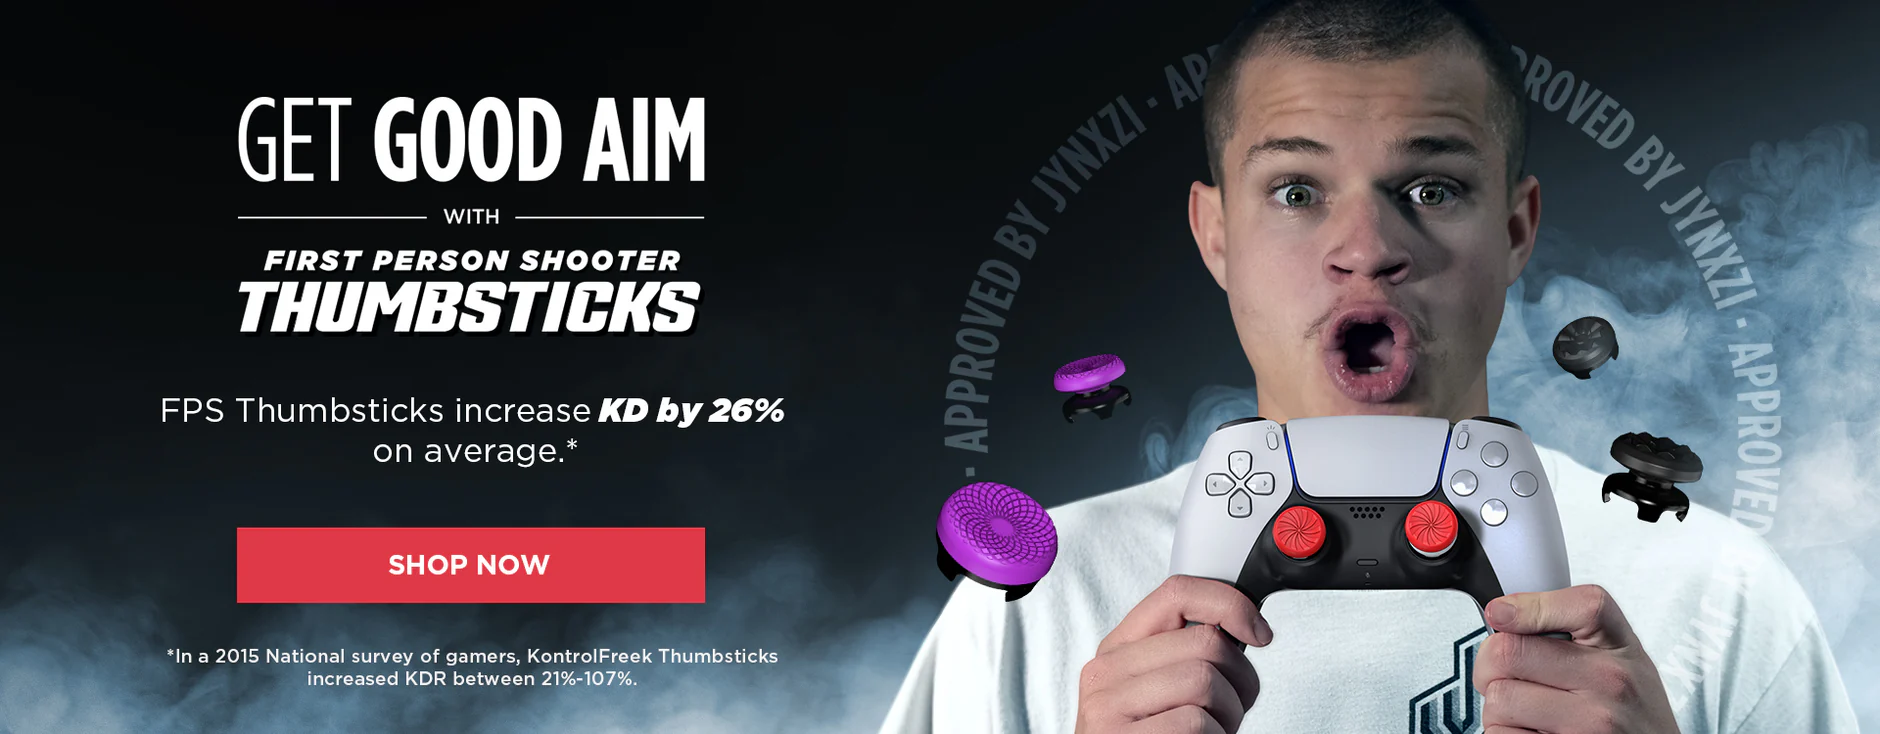 GET GOOD AIM
WITH
FIRST PERSON SHOOTER
THUMBSTICKS
FPS Thumbsticks increase KD by 26%
on average.*
SHOP NOW
*In a 2015 National survey of gamers, KontrolFreek Thumbsticks
increased KDR between 21%-107%.
· APPROVED BY JYNXZI · AP
PROVED BY JYNXZI · APPROVED
JYNX